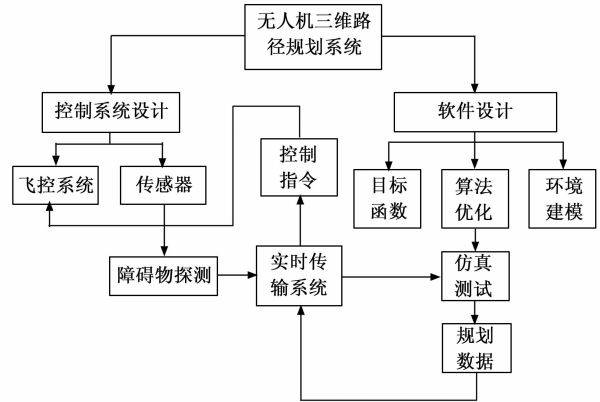 无人机三维路
径规划系统
控制系统设计
软件设计
飞控系统
传感器
控制
指令
目标
函数
算法
优化
环境
建模
障碍物探测
实时传
输系统
仿真
测试
规划
数据